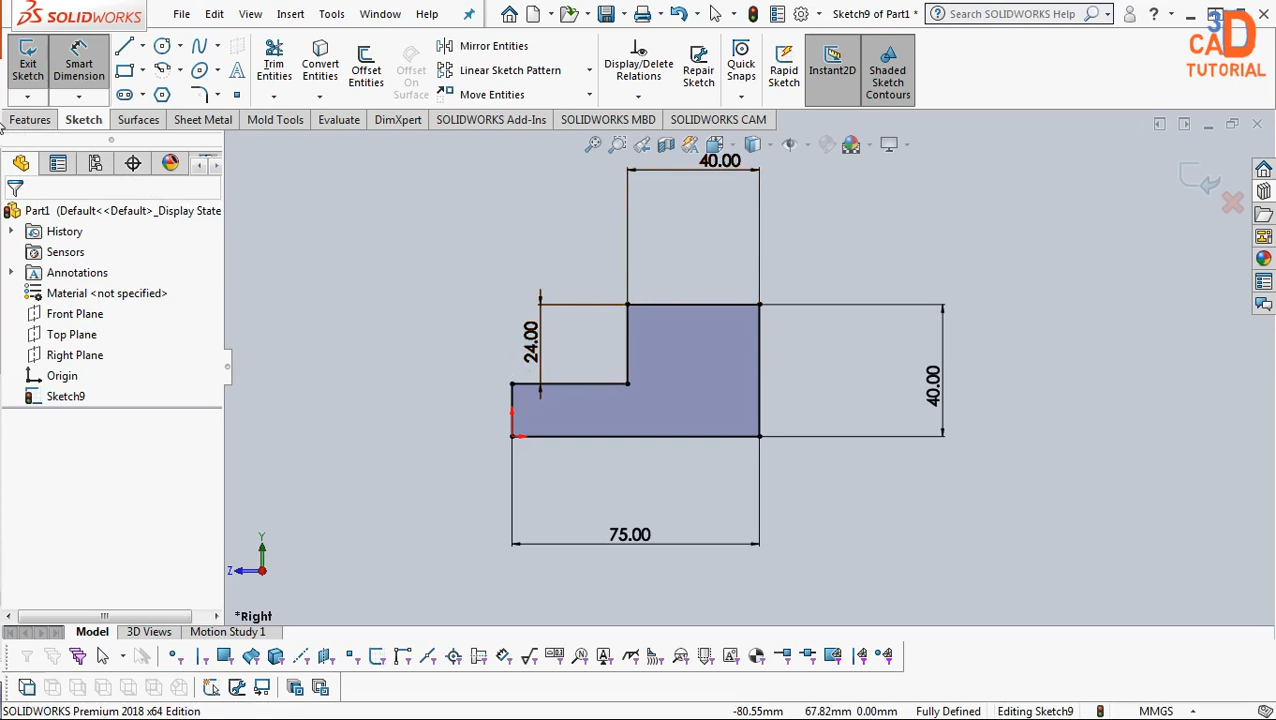 SOLIDWORKS
File Edit View Insert Tools Window Help
Sketch9 of Part1 *
Search SOLIDWORKS Help
3
CAD
TUTORIAL
Exit Sketch
Smart Dimension
Trim Entities
Convert Entities
Offset Entities
Offset On Surface
Mirror Entities
Linear Sketch Pattern
Move Entities
Display/Delete Relations
Repair Sketch
Quick Snaps
Rapid Sketch
Instant2D
Shaded Sketch Contours
Features Sketch Surfaces Sheet Metal Mold Tools Evaluate DimXpert SOLIDWORKS Add-Ins SOLIDWORKS MBD SOLIDWORKS CAM
Part1 (Default<<Default>_Display State
History
Sensors
Annotations
Material <not specified>
Front Plane
Top Plane
Right Plane
Origin
Sketch9
40.00
24.00
40.00
75.00
Y
Z
*Right
Model 3D Views Motion Study 1
SOLIDWORKS Premium 2018 x64 Edition
-80.55mm 67.82mm 0.00mm Fully Defined Editing Sketch9 MMGS